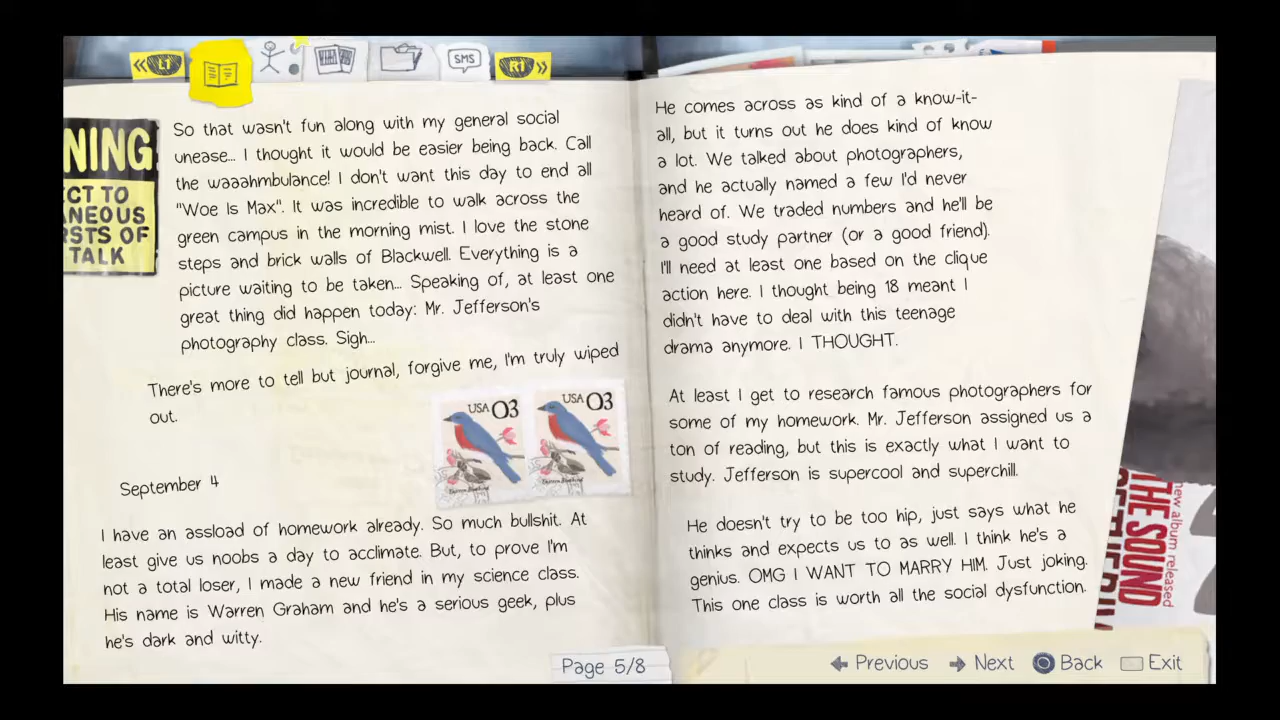 LT
SMS
RT
NING
CT TO
ANEOUS
RSTS OF
TALK
So that wasn't fun along with my general social
unease... I thought it would be easier being back. Call
the waaahmbulance! I don't want this day to end all
"Woe Is Max". It was incredible to walk across the
green campus in the morning mist. I love the stone
steps and brick walls of Blackwell. Everything is a
picture waiting to be taken... Speaking of, at least one
great thing did happen today: Mr. Jefferson's
photography class. Sigh...
There's more to tell but journal, forgive me, I'm truly wiped
out.
USA 03
USA 03
September 4
I have an assload of homework already. So much bullshit. At
least give us noobs a day to acclimate. But, to prove I'm
not a total loser, I made a new friend in my science class.
His name is Warren Graham and he's a serious geek, plus
he's dark and witty.
He comes across as kind of a know-it-
all, but it turns out he does kind of know
a lot. We talked about photographers,
and he actually named a few I'd never
heard of. We traded numbers and he'll be
a good study partner (or a good friend).
I'll need at least one based on the clique
action here. I thought being 18 meant I
didn't have to deal with this teenage
drama anymore. I THOUGHT.
At least I get to research famous photographers for
some of my homework. Mr. Jefferson assigned us a
ton of reading, but this is exactly what I want to
study. Jefferson is supercool and superchill.
He doesn't try to be too hip, just says what he
thinks and expects us to as well. I think he's a
genius. OMG I WANT TO MARRY HIM. Just joking.
This one class is worth all the social dysfunction.
new album released
THE SOUND
Page 5/8
Previous
Next
Back
Exit